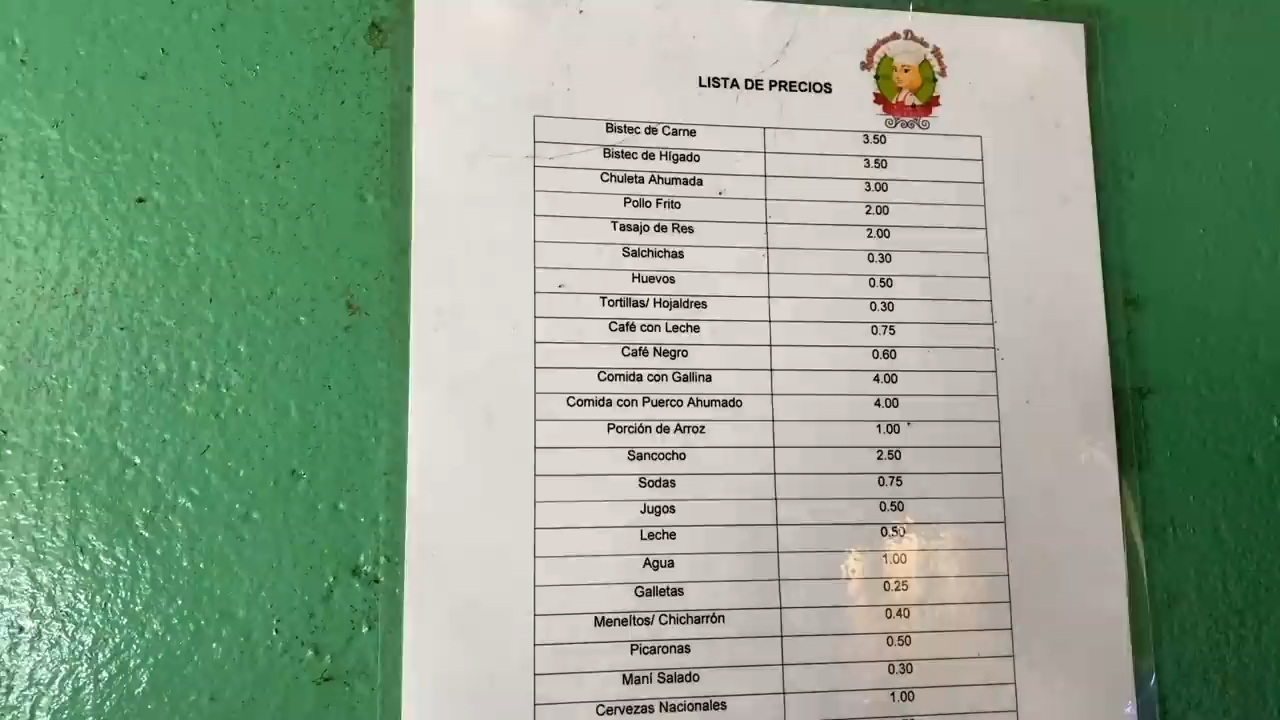 LISTA DE PRECIOS
Bistec de Carne 3.50
Bistec de Hígado 3.50
Chuleta Ahumada 3.00
Pollo Frito 2.00
Tasajo de Res 2.00
Salchichas 0.30
Huevos 0.50
Tortillas/ Hojaldres 0.30
Café con Leche 0.75
Café Negro 0.60
Comida con Gallina 4.00
Comida con Puerco Ahumado 4.00
Porción de Arroz 1.00
Sancocho 2.50
Sodas 0.75
Jugos 0.50
Leche 0.50
Agua 1.00
Galletas 0.25
Meneítos/ Chicharrón 0.40
Picaronas 0.50
Maní Salado 0.30
Cervezas Nacionales 1.00